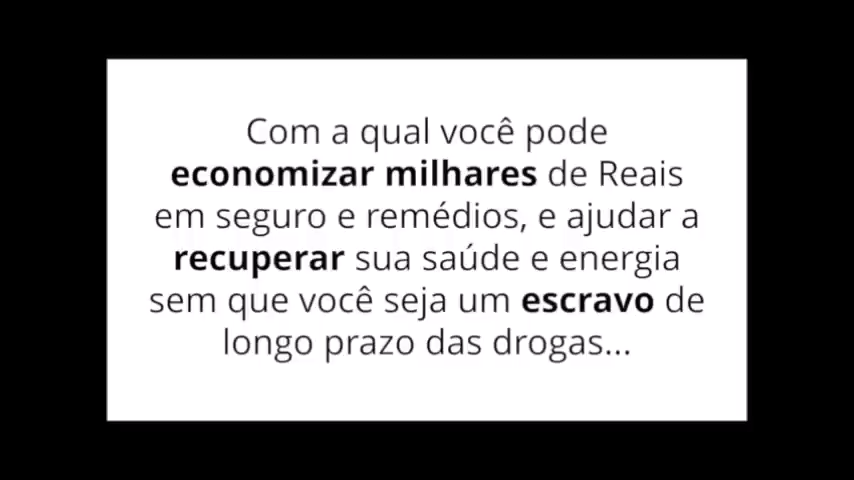 Com a qual você pode
economizar milhares de Reais
em seguro e remédios, e ajudar a
recuperar sua saúde e energia
sem que você seja um escravo de
longo prazo das drogas...